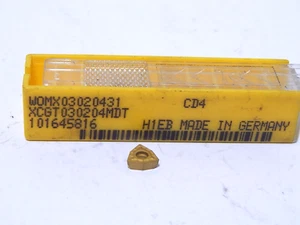 WOMX03020431 CD4
XCGT030204MDT
101645816 H1EB MADE IN GERMANY